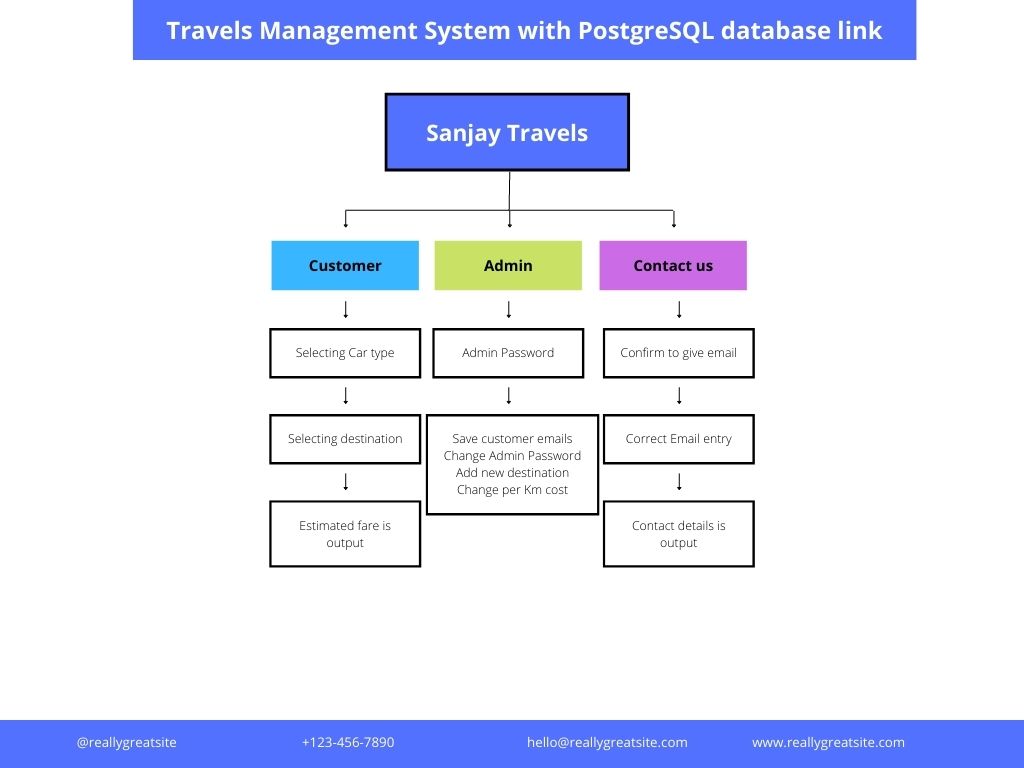 Travels Management System with PostgreSQL database link
Sanjay Travels
Customer
Admin
Contact us
Selecting Car type
Admin Password
Confirm to give email
Selecting destination
Save customer emails
Change Admin Password
Add new destination
Change per Km cost
Correct Email entry
Estimated fare is
output
Contact details is
output
@reallygreatsite
+123-456-7890
hello@reallygreatsite.com
www.reallygreatsite.com